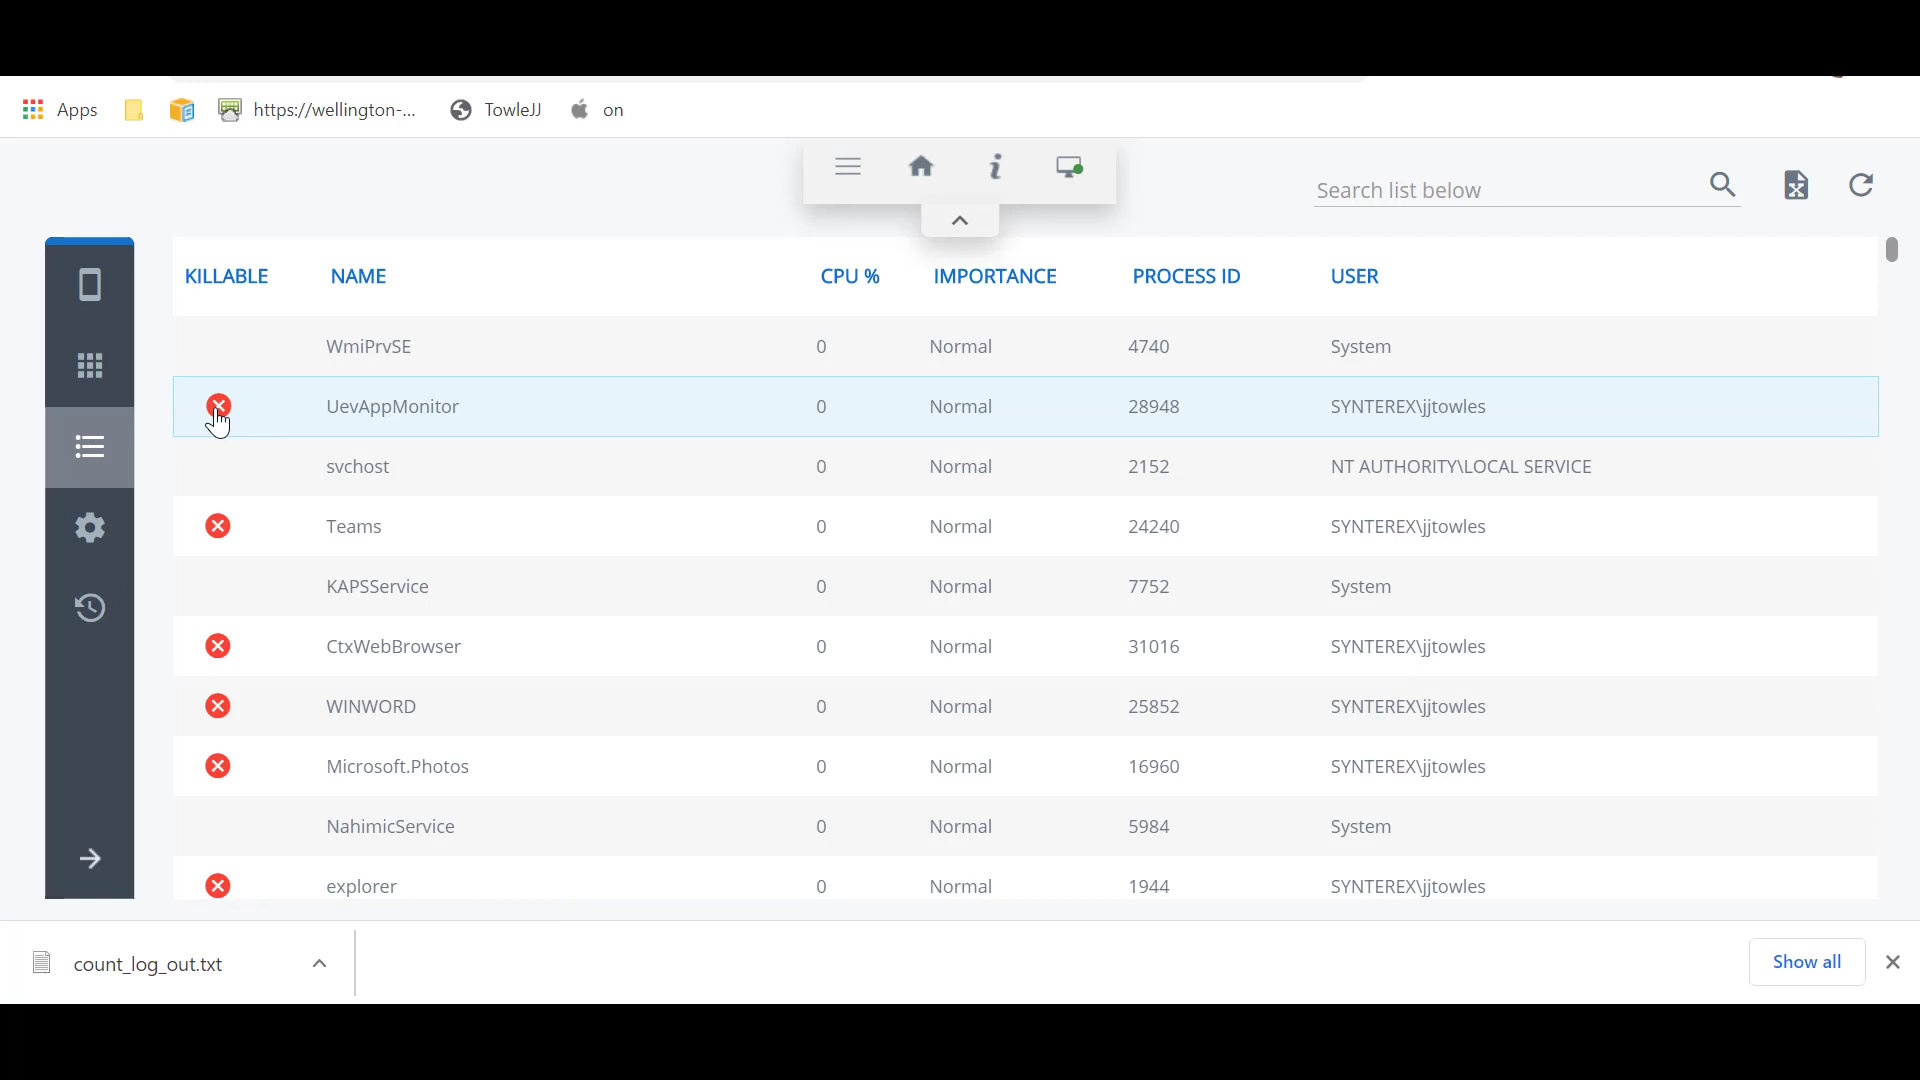 Apps https://wellington-... TowleJJ on
Search list below
KILLABLE NAME CPU % IMPORTANCE PROCESS ID USER
WmiPrvSE 0 Normal 4740 System
UevAppMonitor 0 Normal 28948 SYNTEREX\jjtowles
svchost 0 Normal 2152 NT AUTHORITY\LOCAL SERVICE
Teams 0 Normal 24240 SYNTEREX\jjtowles
KAPSService 0 Normal 7752 System
CtxWebBrowser 0 Normal 31016 SYNTEREX\jjtowles
WINWORD 0 Normal 25852 SYNTEREX\jjtowles
Microsoft.Photos 0 Normal 16960 SYNTEREX\jjtowles
NahimicService 0 Normal 5984 System
explorer 0 Normal 1944 SYNTEREX\jjtowles
count_log_out.txt Show all